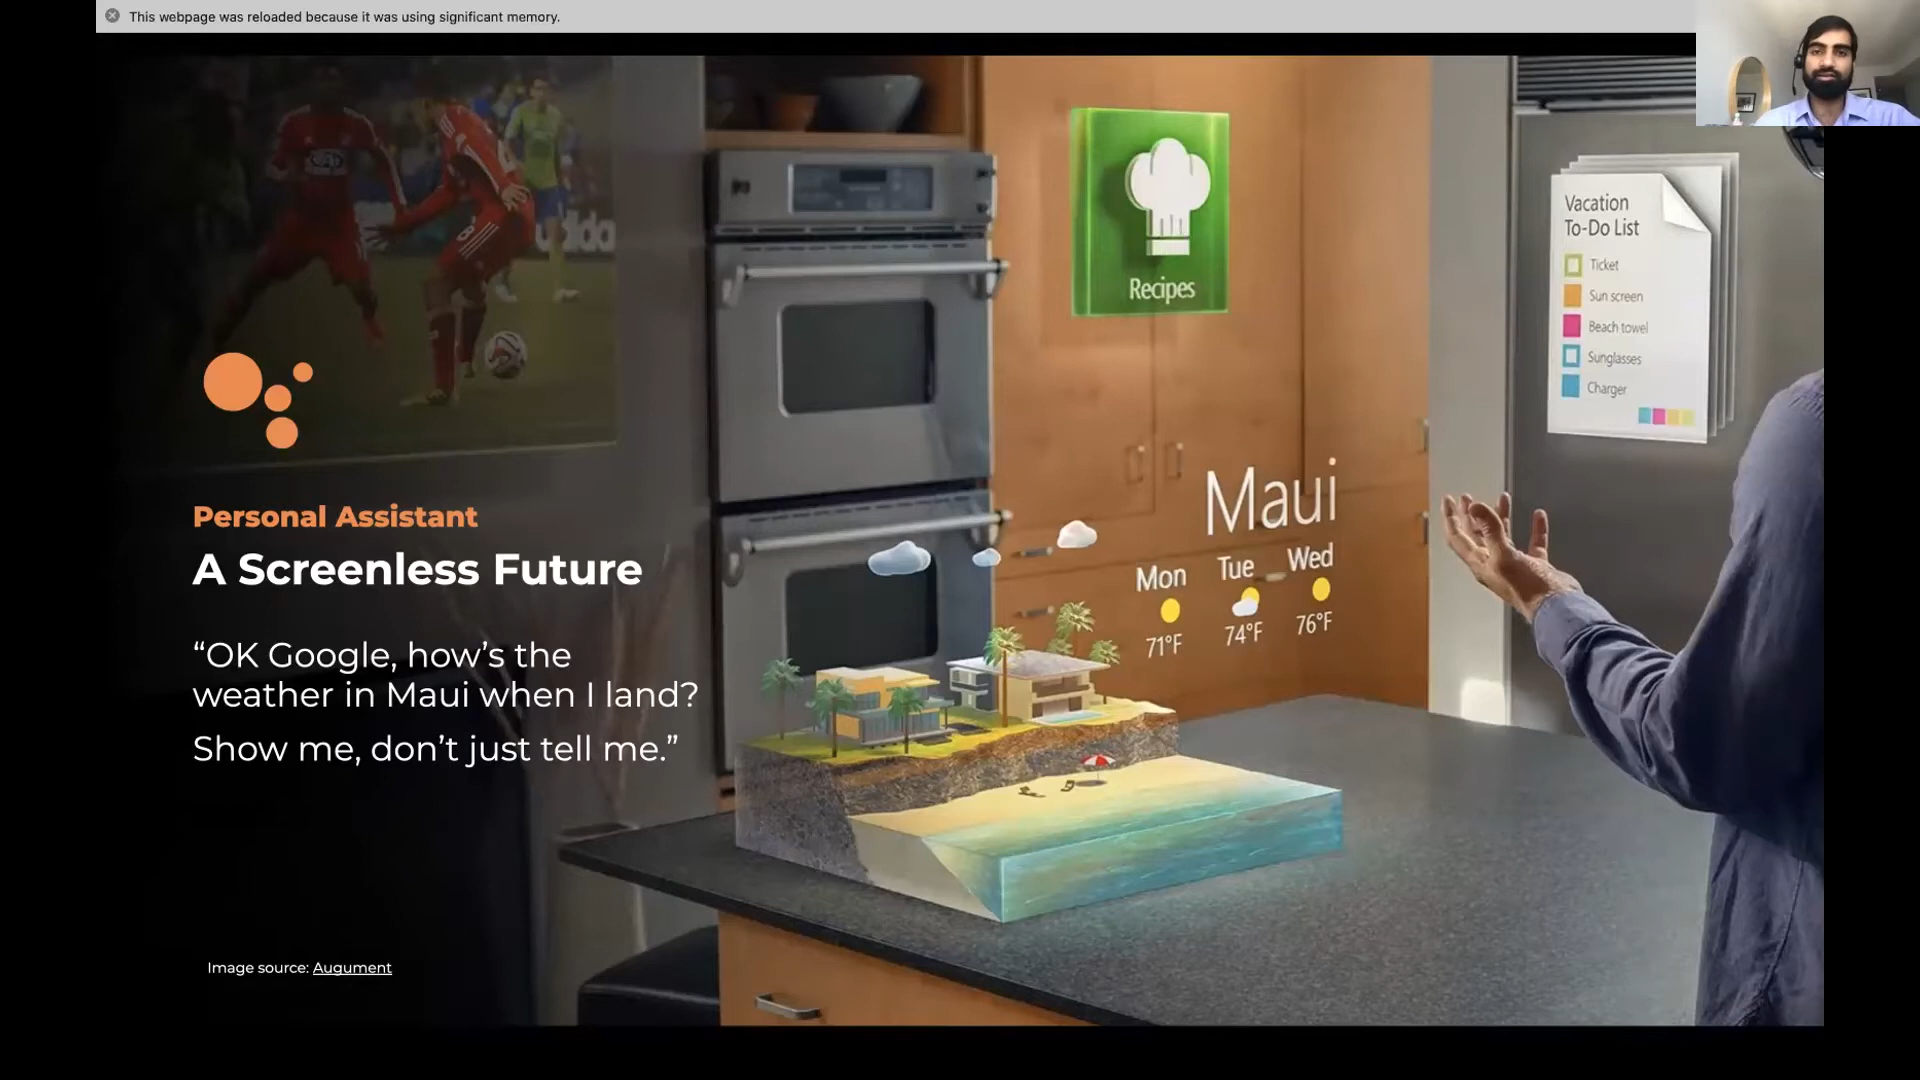 This webpage was reloaded because it was using significant memory.
adidas
Recipes
Vacation
To-Do List
Ticket
Sun screen
Beach towel
Sunglasses
Charger
Maui
Mon Tue Wed
71°F 74°F 76°F
Personal Assistant
A Screenless Future
“OK Google, how’s the
weather in Maui when I land?
Show me, don’t just tell me.”
Image source: Augument